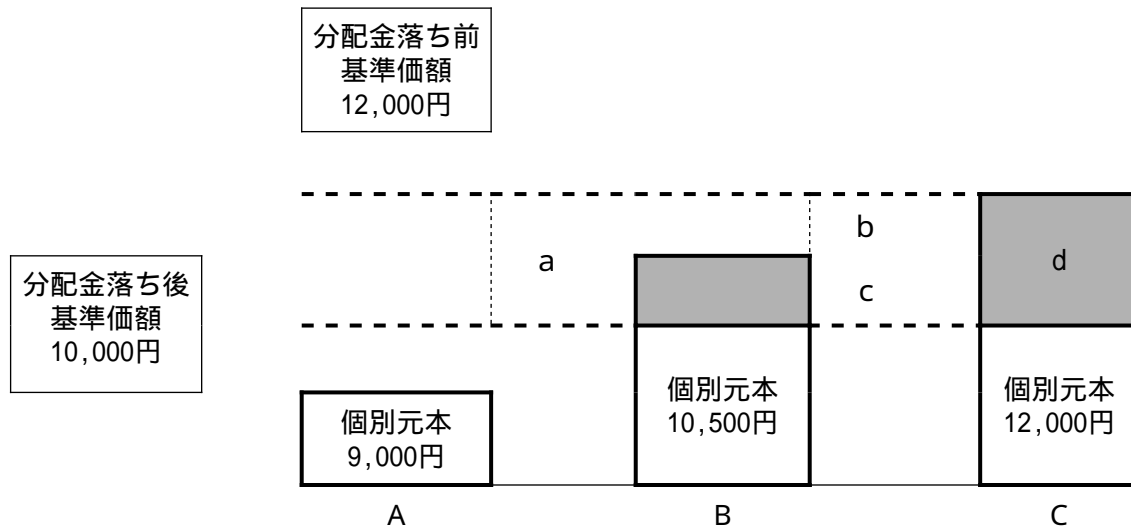 分配金落ち前
基準価額
12,000円
b
a
d
c
分配金落ち後
基準価額
10,000円
個別元本
9,000円
個別元本
10,500円
個別元本
12,000円
A
B
C